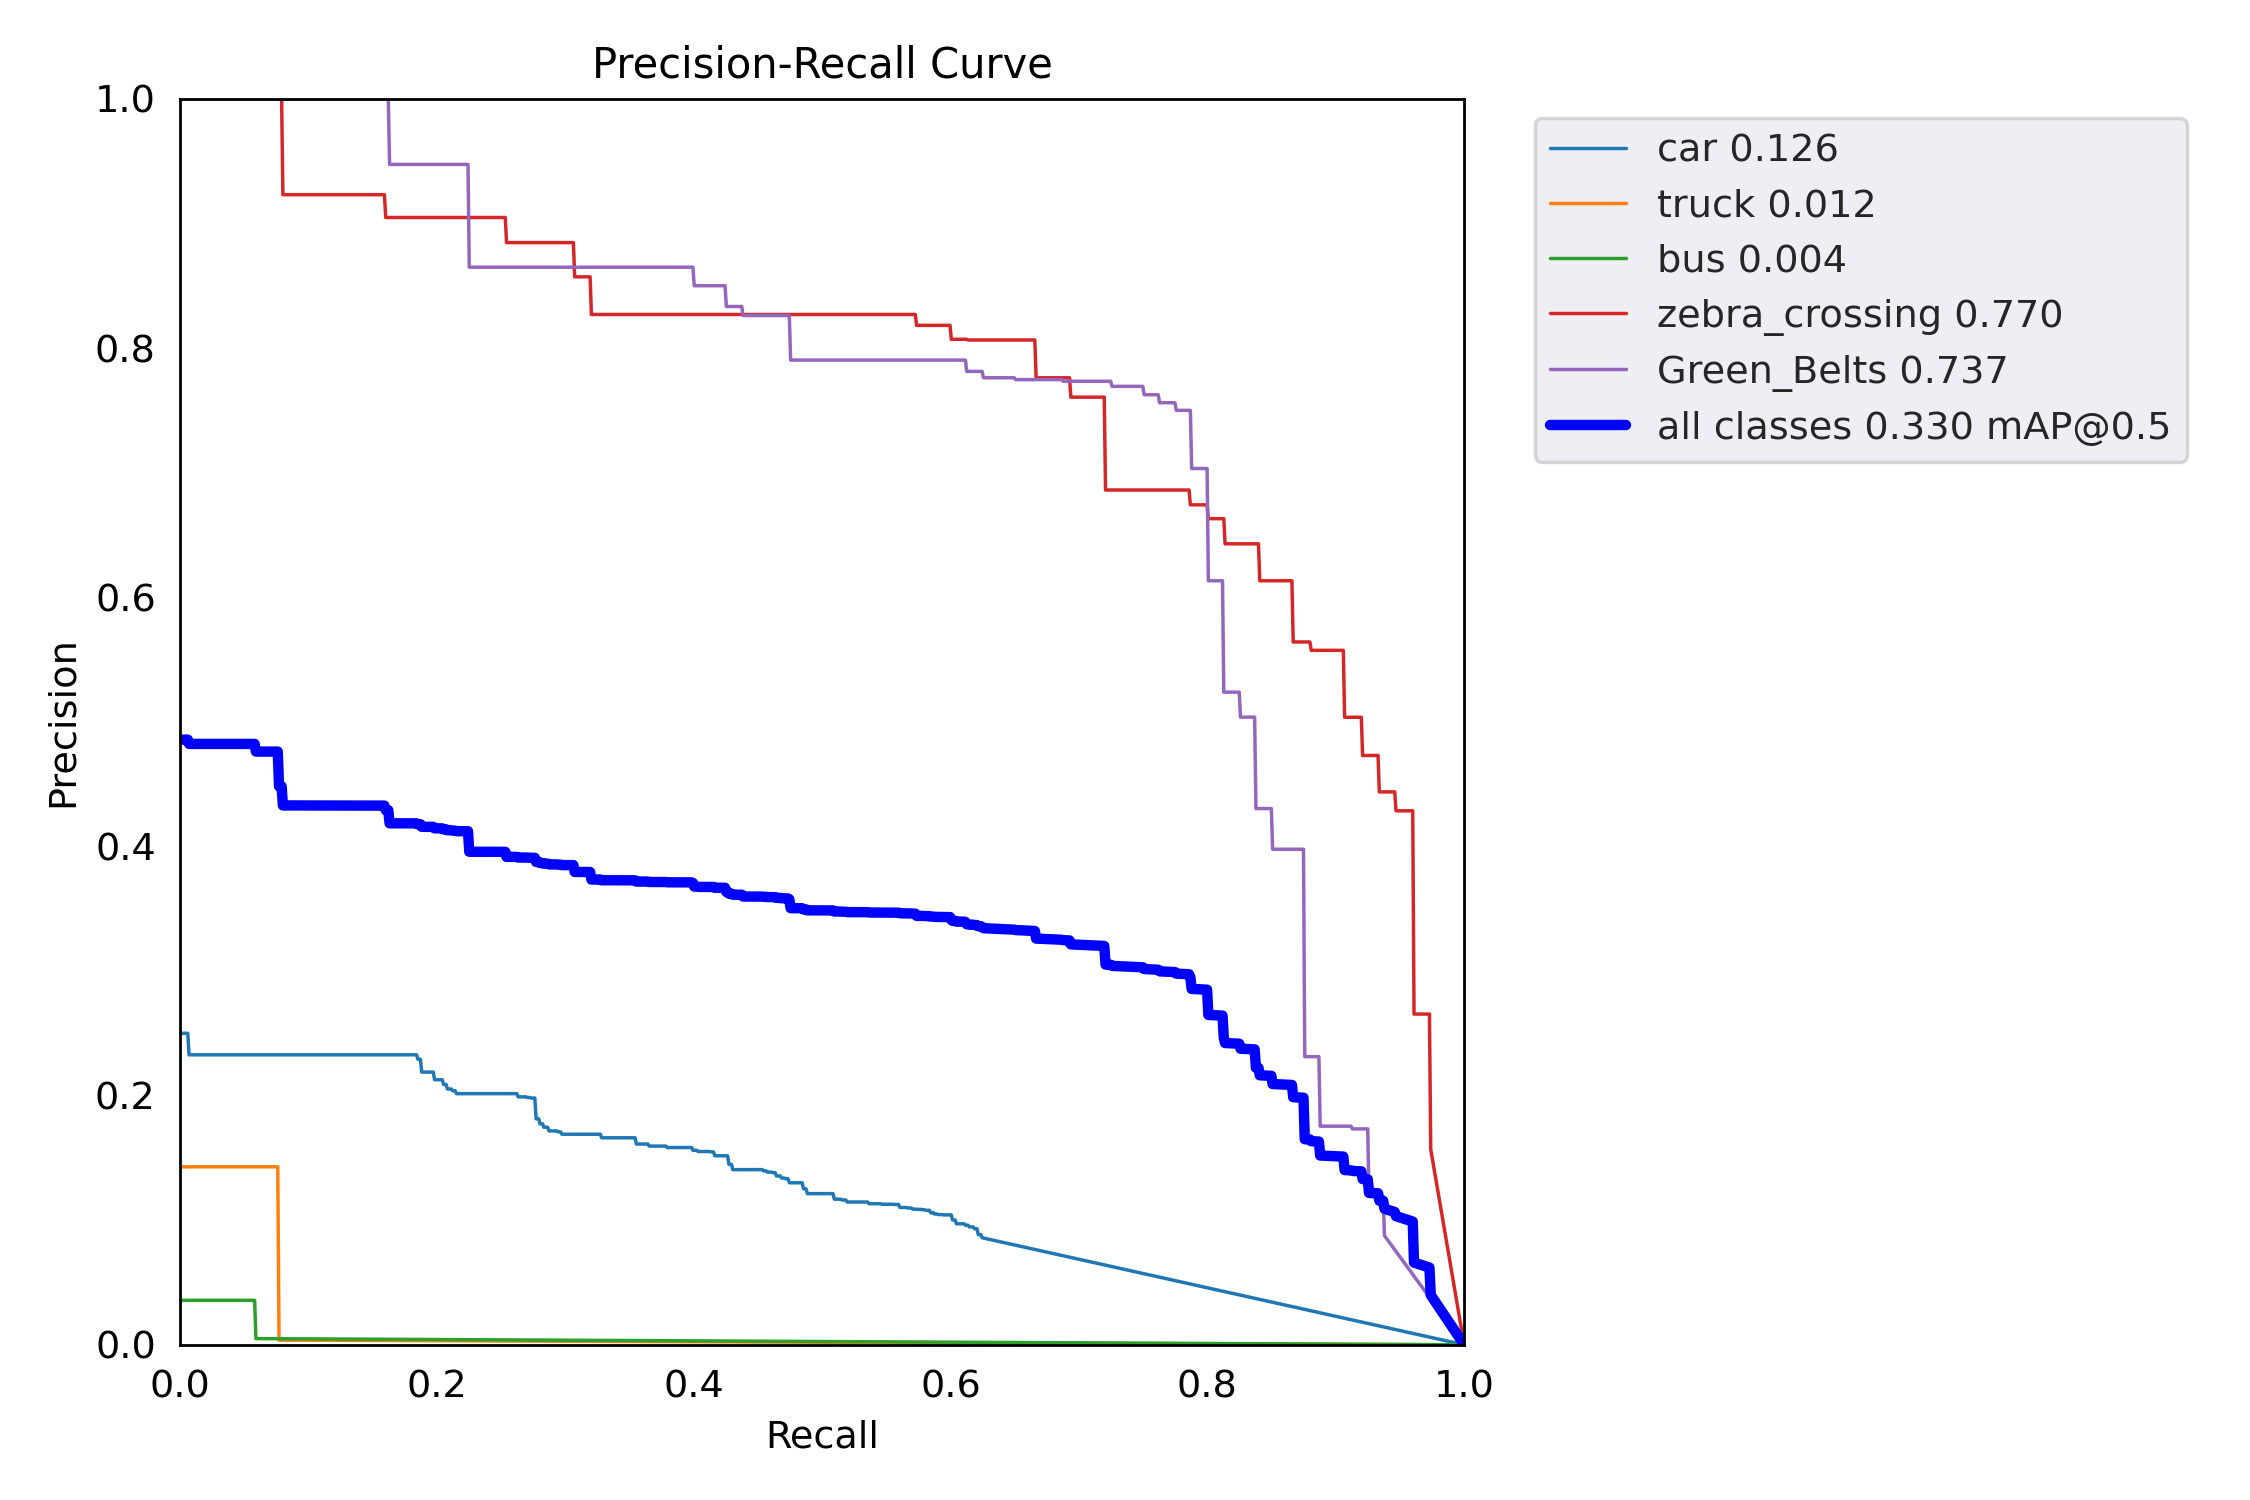 Precision-Recall Curve
1.0
0.8
0.6
0.4
0.2
0.0
Precision
0.0 0.2 0.4 0.6 0.8 1.0
Recall
car 0.126
truck 0.012
bus 0.004
zebra_crossing 0.770
Green_Belts 0.737
all classes 0.330 mAP@0.5